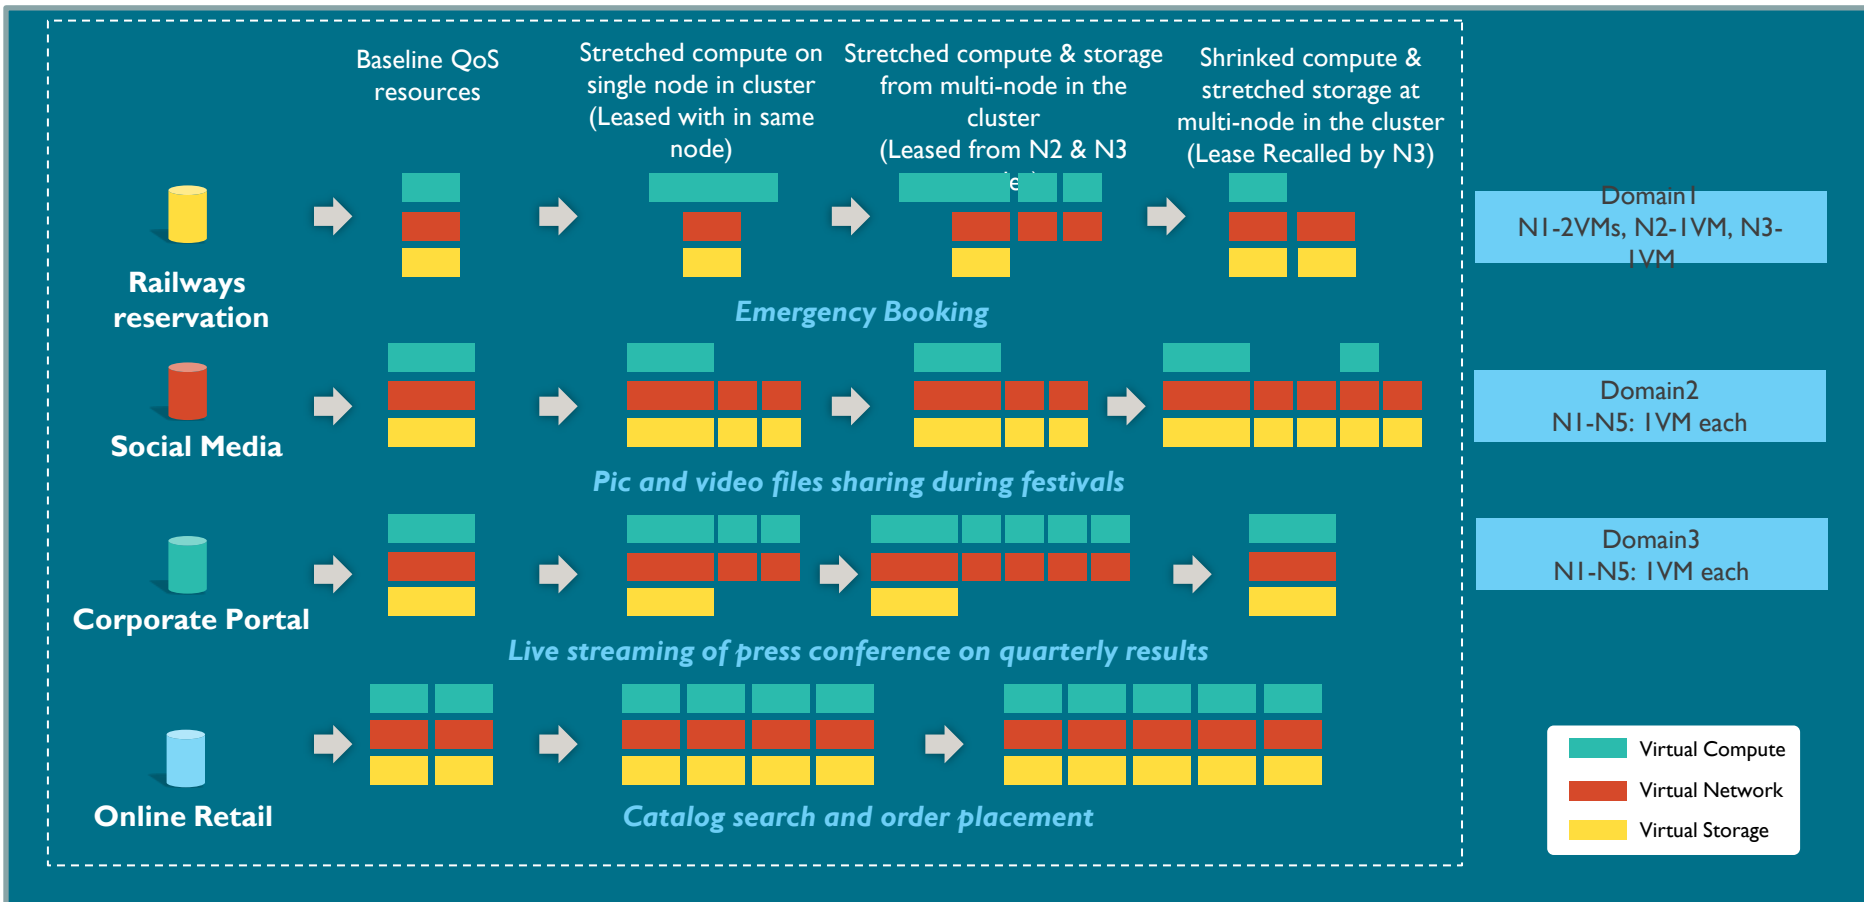 Baseline QoS
resources
Stretched compute on
single node in cluster
(Leased with in same
node)
Stretched compute & storage
from multi-node in the
cluster
(Leased from N2 & N3
Shrinked compute &
stretched storage at
multi-node in the cluster
(Lease Recalled by N3)
Railways
reservation
Emergency Booking
Domain1
N1-2VMs, N2-1VM, N3-
1VM
Social Media
Pic and video files sharing during festivals
Domain2
N1-N5: 1VM each
Corporate Portal
Live streaming of press conference on quarterly results
Domain3
N1-N5: 1VM each
Online Retail
Catalog search and order placement
Virtual Compute
Virtual Network
Virtual Storage